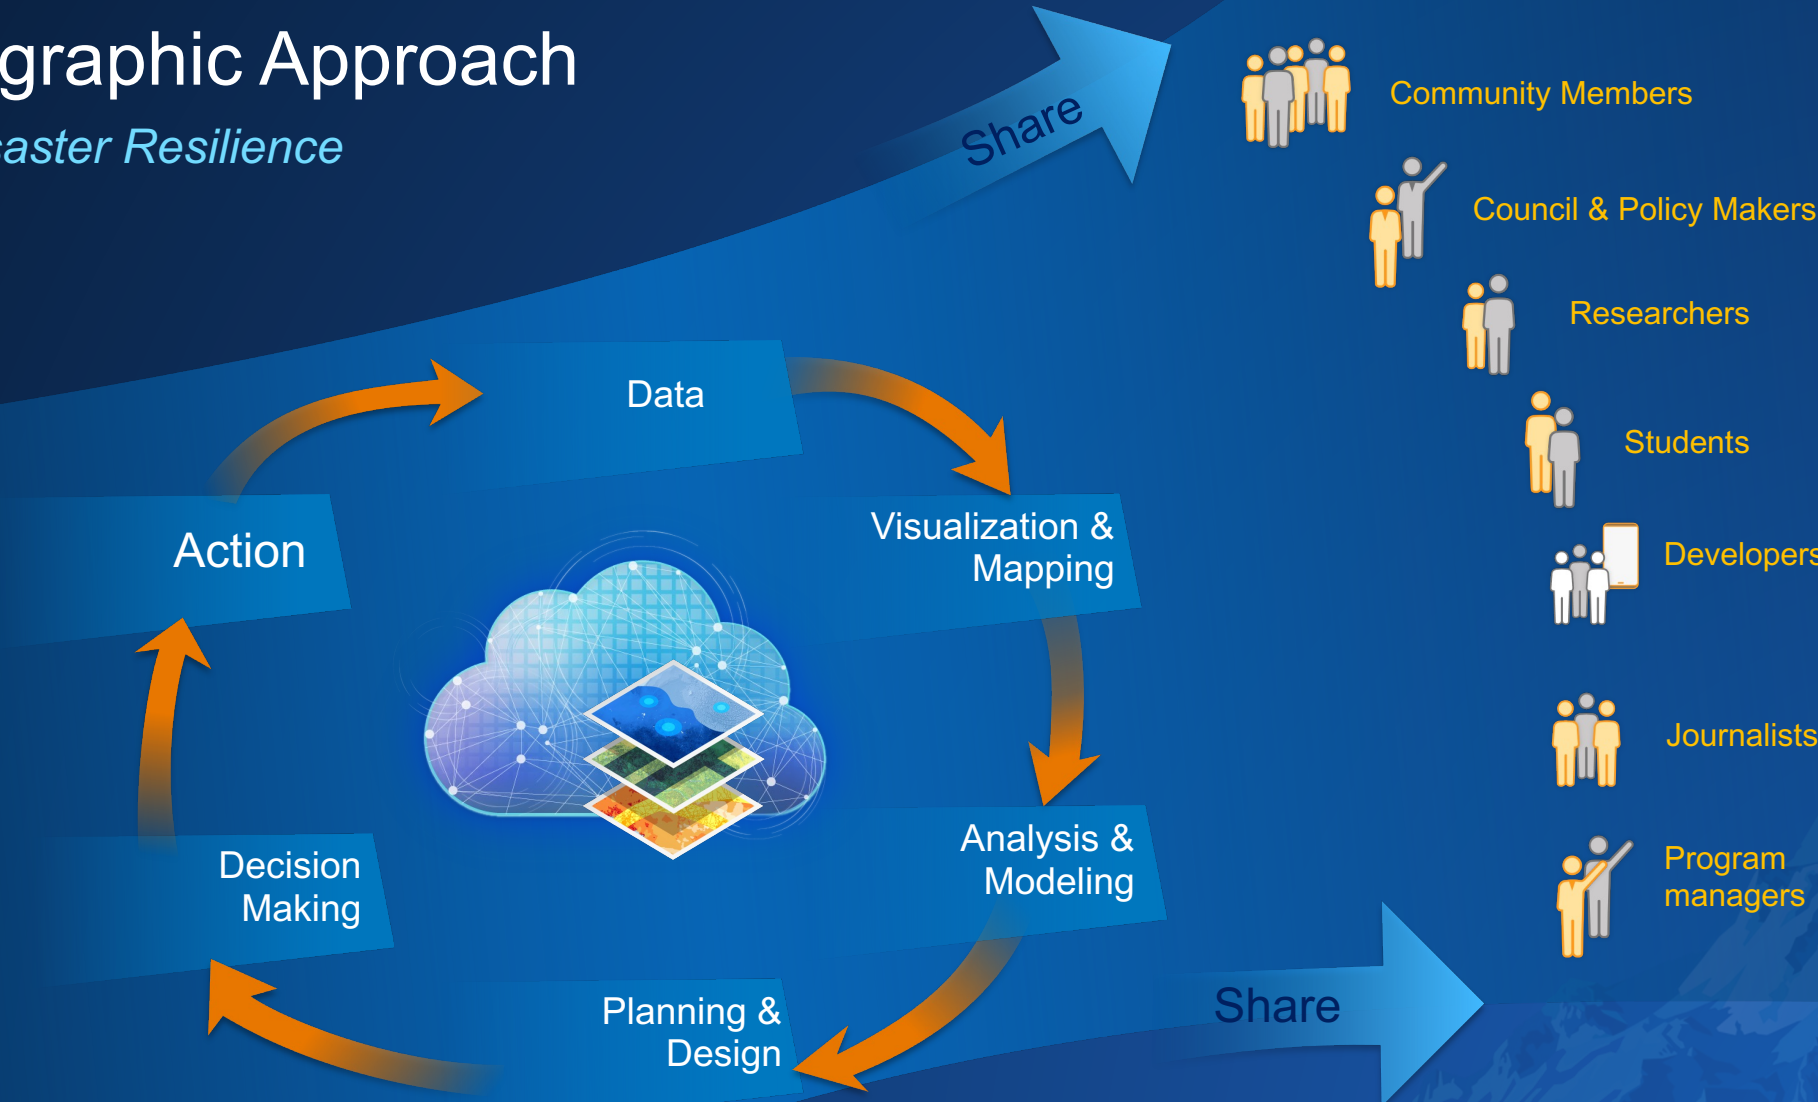 graphic Approach
saster Resilience
Share
Community Members
Council & Policy Makers
Researchers
Students
Developers
Journalists
Program
managers
Data
Visualization &
Mapping
Analysis &
Modeling
Planning &
Design
Decision
Making
Action
Share